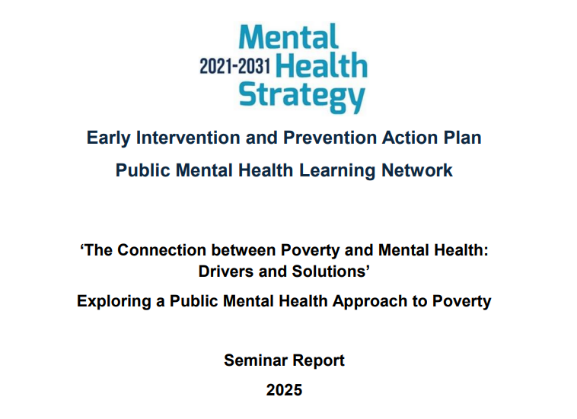 Mental
2021-2031 Health
Strategy
Early Intervention and Prevention Action Plan
Public Mental Health Learning Network
‘The Connection between Poverty and Mental Health:
Drivers and Solutions’
Exploring a Public Mental Health Approach to Poverty
Seminar Report
2025